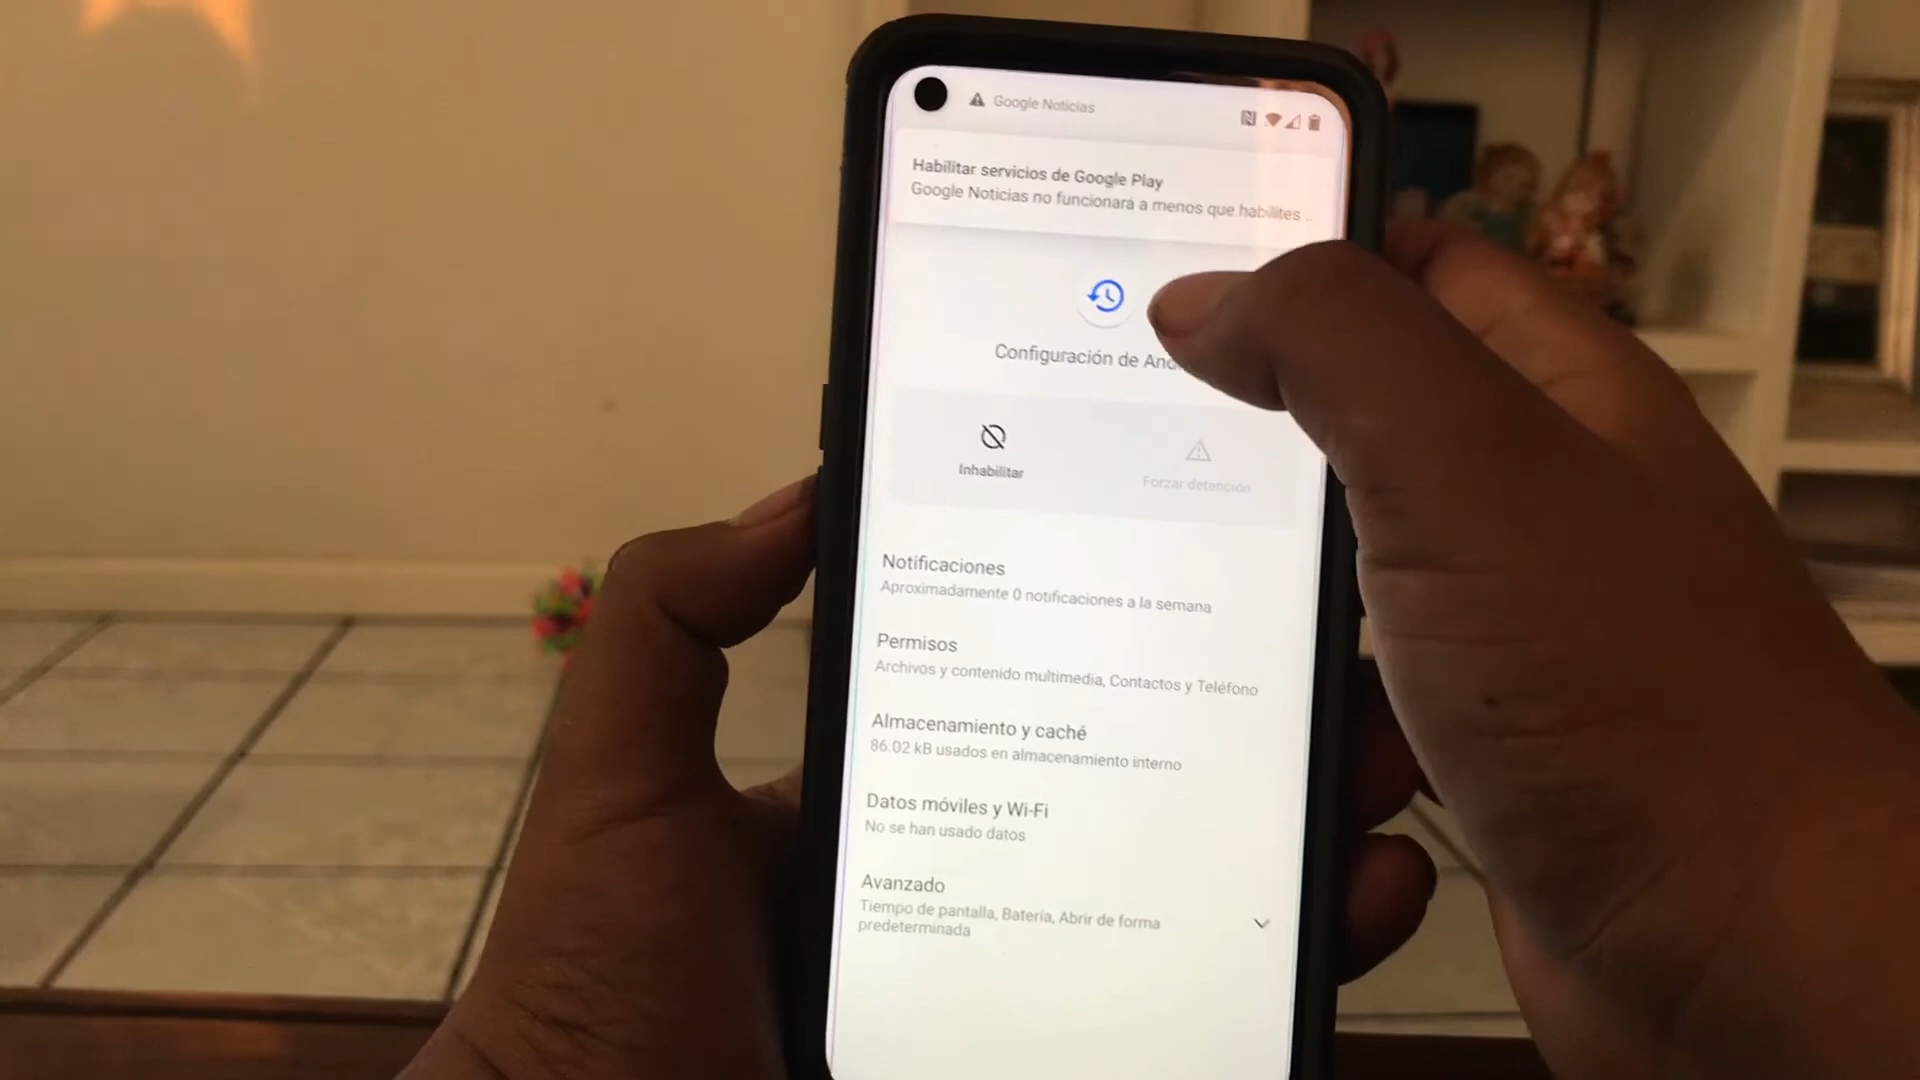 Google Noticias
Habilitar servicios de Google Play
Google Noticias no funcionará a menos que habilites ..
Configuración de
Inhabilitar
Forzar detención
Notificaciones
Aproximadamente 0 notificaciones a la semana
Permisos
Archivos y contenido multimedia, Contactos y Teléfono
Almacenamiento y caché
86.02 kB usados en almacenamiento interno
Datos móviles y Wi-Fi
No se han usado datos
Avanzado
Tiempo de pantalla, Batería, Abrir de forma
predeterminada